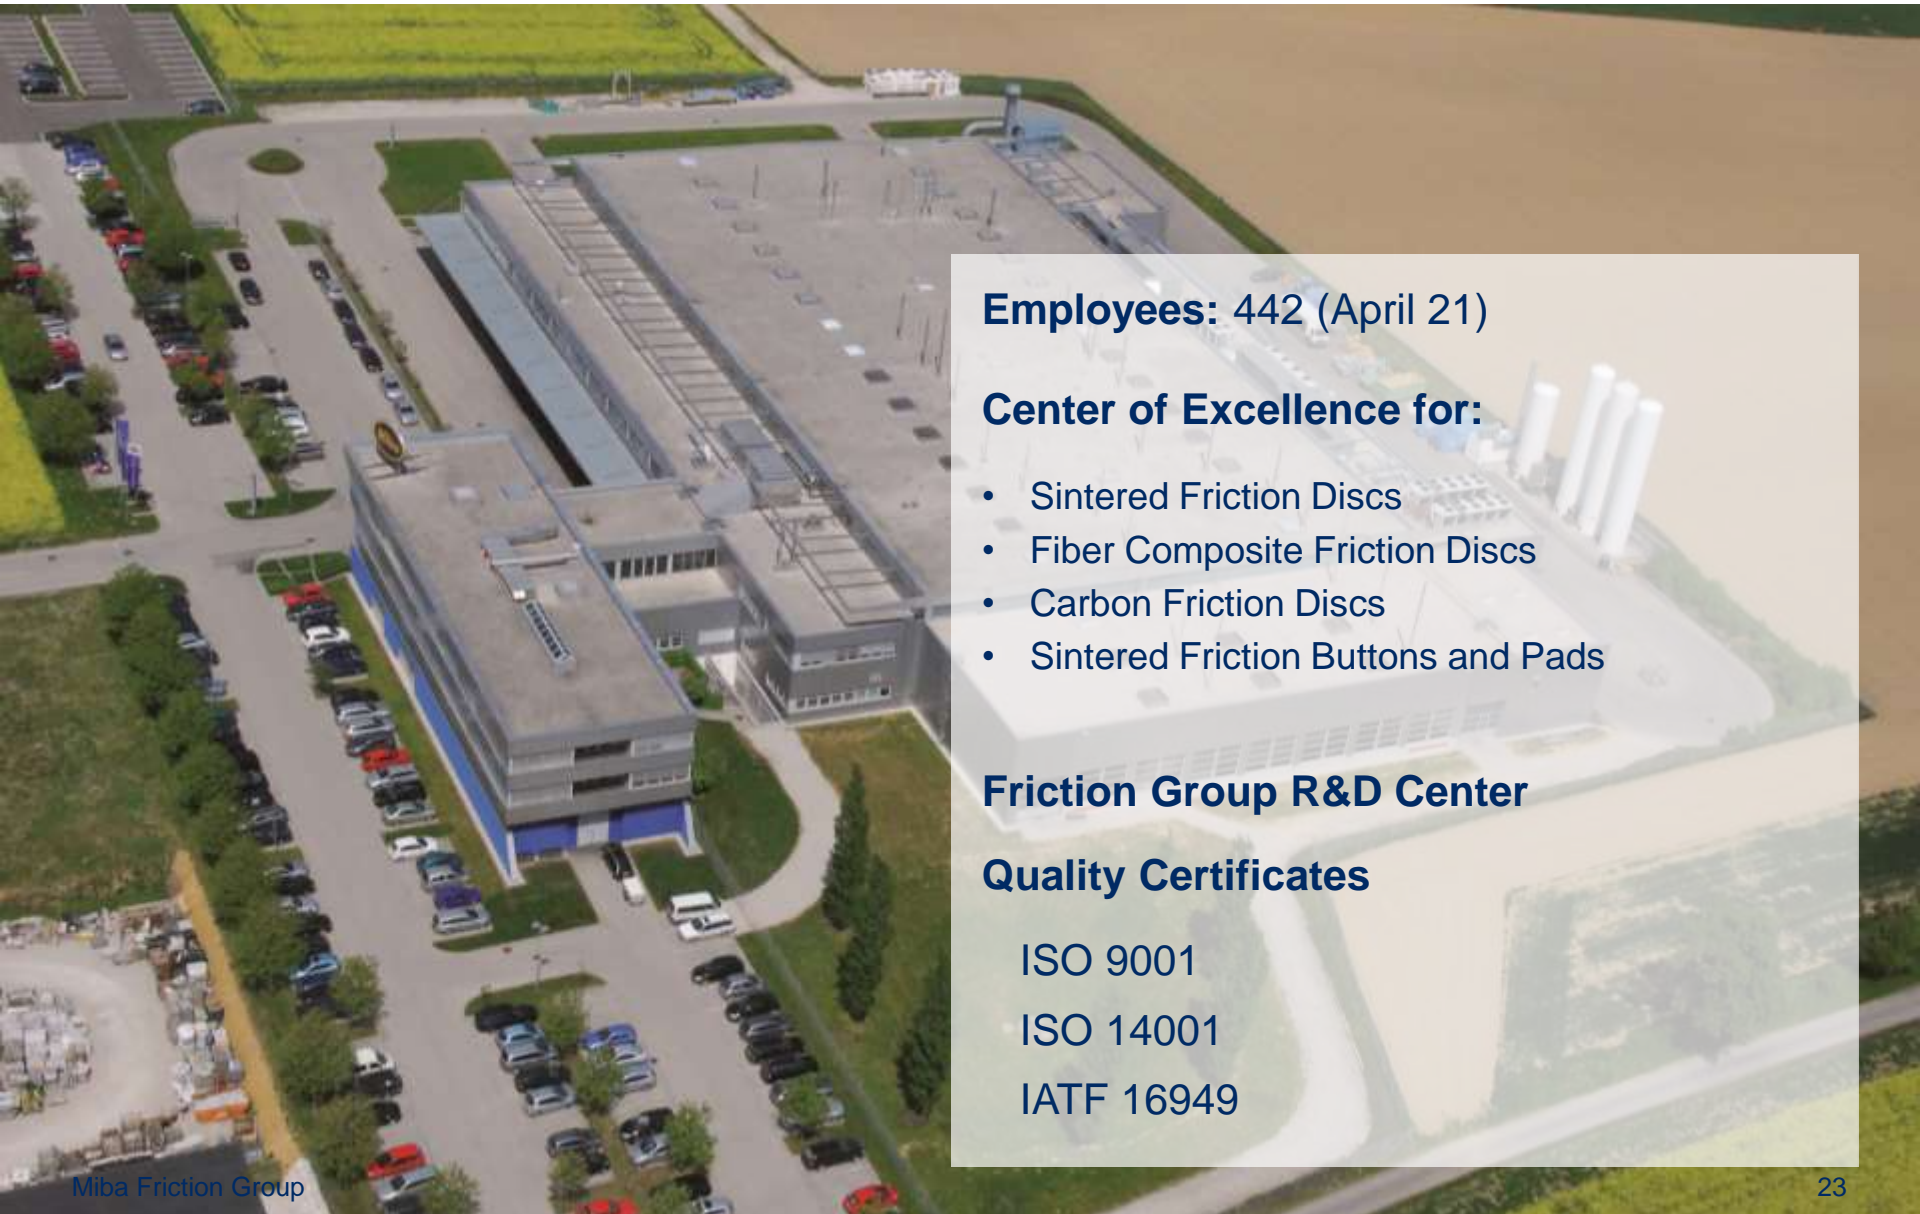 Employees: 442 (April 21)
Center of Excellence for:
• Sintered Friction Discs
• Fiber Composite Friction Discs
• Carbon Friction Discs
• Sintered Friction Buttons and Pads
Friction Group R&D Center
Quality Certificates
ISO 9001
ISO 14001
IATF 16949
Miba Friction Group
23